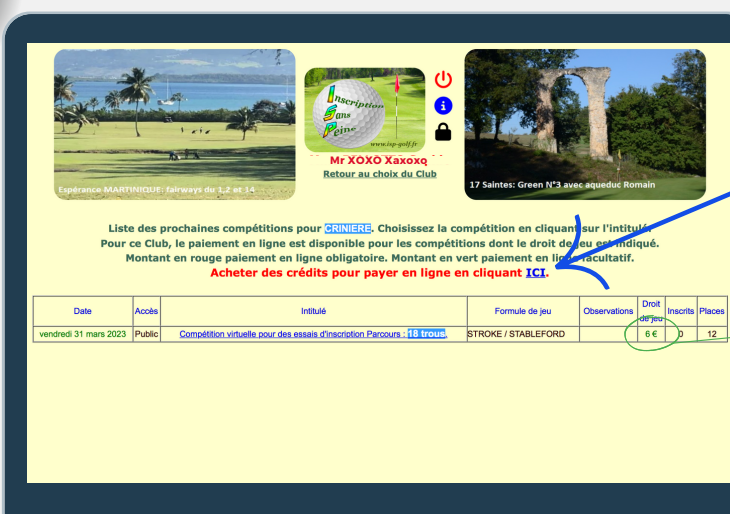 Inscription
Sans
Peine
www.isp-golf.fr
Mr XOXO Xaxoxo
Retour au choix du Club
Espérance MARTINIQUE: fairways du 1,2 et 14
17 Saintes: Green N°3 avec aqueduc Romain
Liste des prochaines compétitions pour CRINIERE. Choisissez la compétition en cliquant sur l'intitulé.
Pour ce Club, le paiement en ligne est disponible pour les compétitions dont le droit de jeu est indiqué.
Montant en rouge paiement en ligne obligatoire. Montant en vert paiement en ligne facultatif.
Acheter des crédits pour payer en ligne en cliquant ICI.
Date Accès Intitulé Formule de jeu Observations Droit de jeu Inscrits Places
vendredi 31 mars 2023 Public Compétition virtuelle pour des essais d'inscription Parcours : 18 trous STROKE / STABLEFORD 6 € 0 12